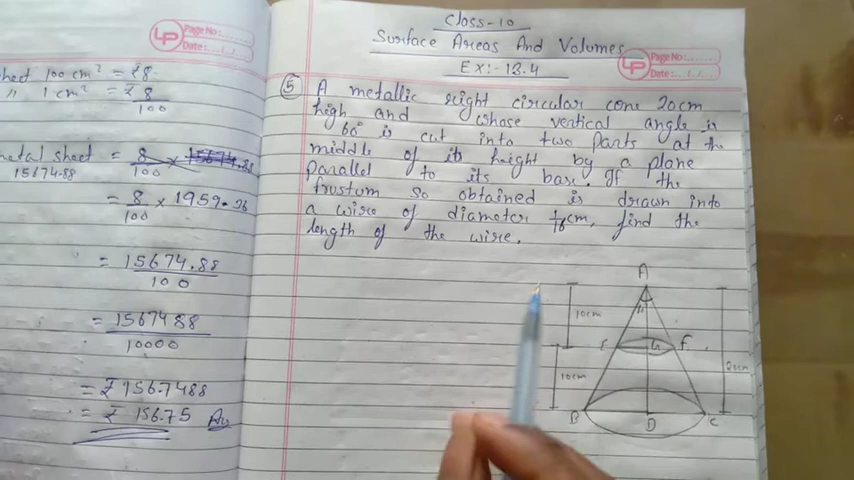 Page No.:
Date:
sheet 100 cm² = ₹8
" 1 cm² = ₹ 8
100
metal sheet = 8/100 × 15674.88
15674.88
= 8/100 × 1959.36
= 15674.88
100
= 1567488
10000
= ₹ 156.7488
= ₹ 156.75 Ans
Class-10
Surface Areas And Volumes
Ex:- 13.4
LP Page No.:
Date:
5 A metallic right circular cone 20cm
high and whose vertical angle is
60° is cut into two parts at the
middle of its height by a plane
parallel to its base. If the
frustum so obtained is drawn into
a wire of diameter 1/16 cm, find the
length of the wire.
A
10cm
E G F
20cm
10cm
B D C